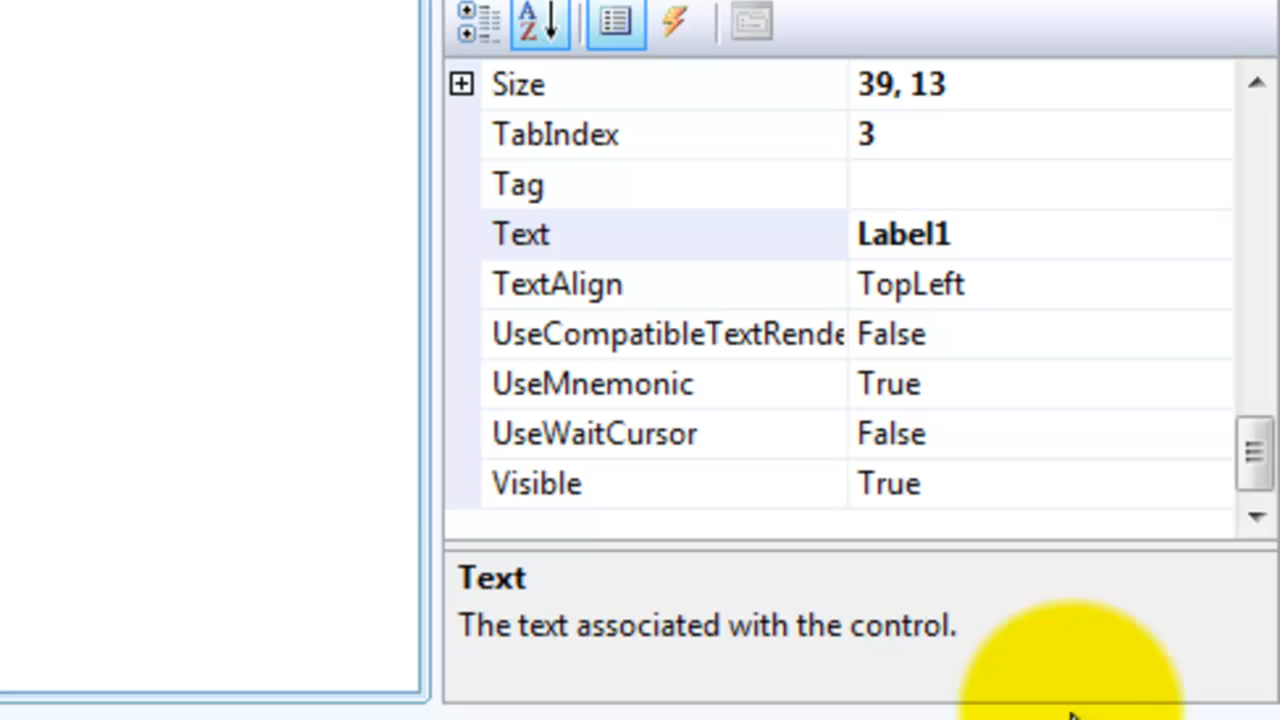 A
Z
Size 39, 13
TabIndex 3
Tag
Text Label1
TextAlign TopLeft
UseCompatibleTextRende False
UseMnemonic True
UseWaitCursor False
Visible True
Text
The text associated with the control.